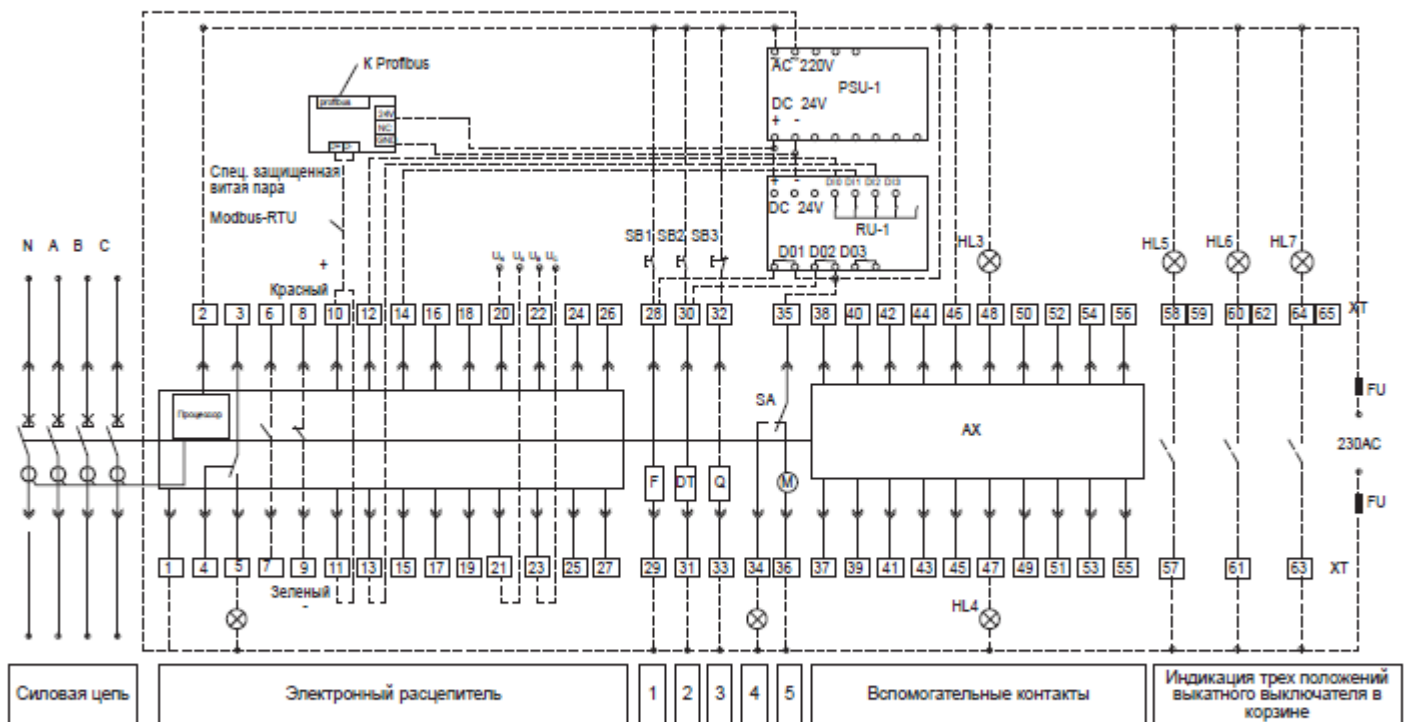 К Profibus
profibus
24V
NC
GND
D+ D-
AC 220V
PSU-1
DC 24V
+ -
+ -
DI0 DI1 DI2 DI3
DC 24V
RU-1
D01 D02 D03
Спец. защищенная
витая пара
Modbus-RTU
+
Красный
SB1 SB2 SB3
HL3
HL5 HL6 HL7
N A B C
2 3 6 8 10 12 14 16 18 20 22 24 26 28 30 32 35 38 40 42 44 46 48 50 52 54 56 58 59 60 62 64 65 XT
Процессор
SA
AX
FU
230AC
FU
F DT Q M
1 4 5 7 9 11 13 15 17 19 21 23 25 27 29 31 33 34 36 37 39 41 43 45 47 49 51 53 55 57 61 63 XT
Зеленый
-
HL4
Силовая цепь
Электронный расцепитель
1 2 3 4 5
Вспомогательные контакты
Индикация трех положений
выкатного выключателя в
корзине